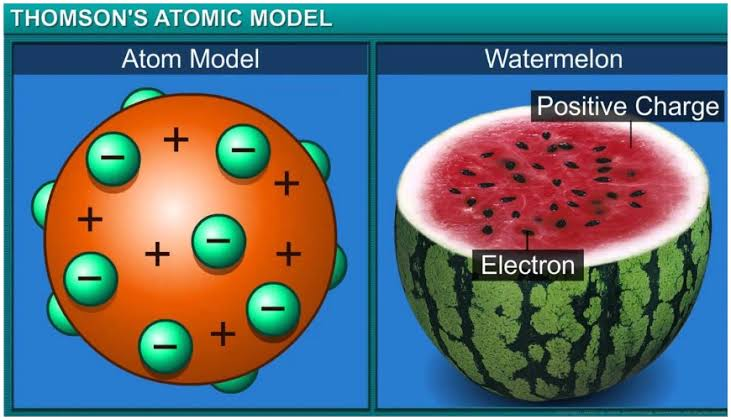 THOMSON'S ATOMIC MODEL
Atom Model
Watermelon
Positive Charge
Electron
+
+
+
+
+
+
−
−
−
−
−
−